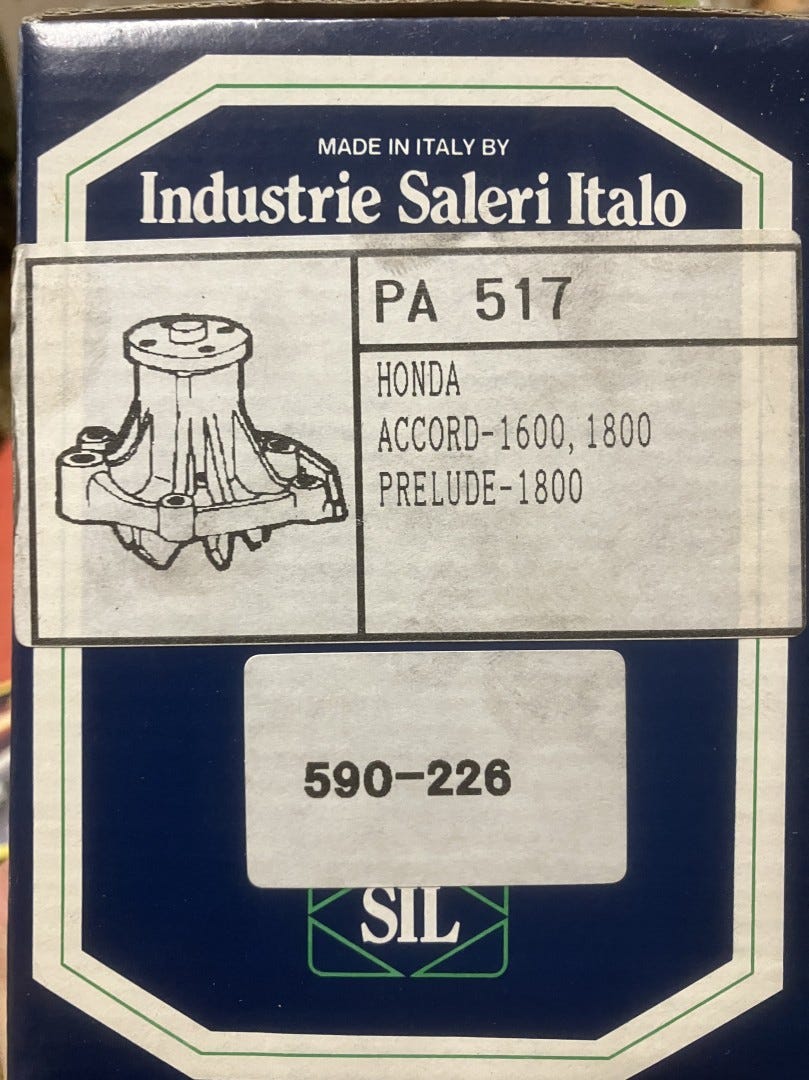 MADE IN ITALY BY
Industrie Saleri Italo
PA 517
HONDA
ACCORD-1600, 1800
PRELUDE-1800
590-226
SIL